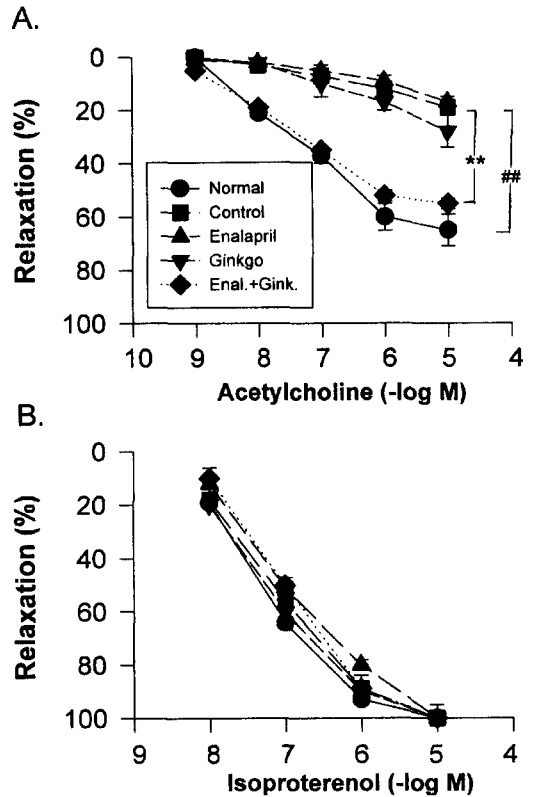 A.
Relaxation (%)
0
20
40
60
80
100
Normal
Control
Enalapril
Ginkgo
Enal.+Gink.
**
##
10 9 8 7 6 5 4
Acetylcholine (-log M)
B.
Relaxation (%)
0
20
40
60
80
100
9 8 7 6 5 4
Isoproterenol (-log M)